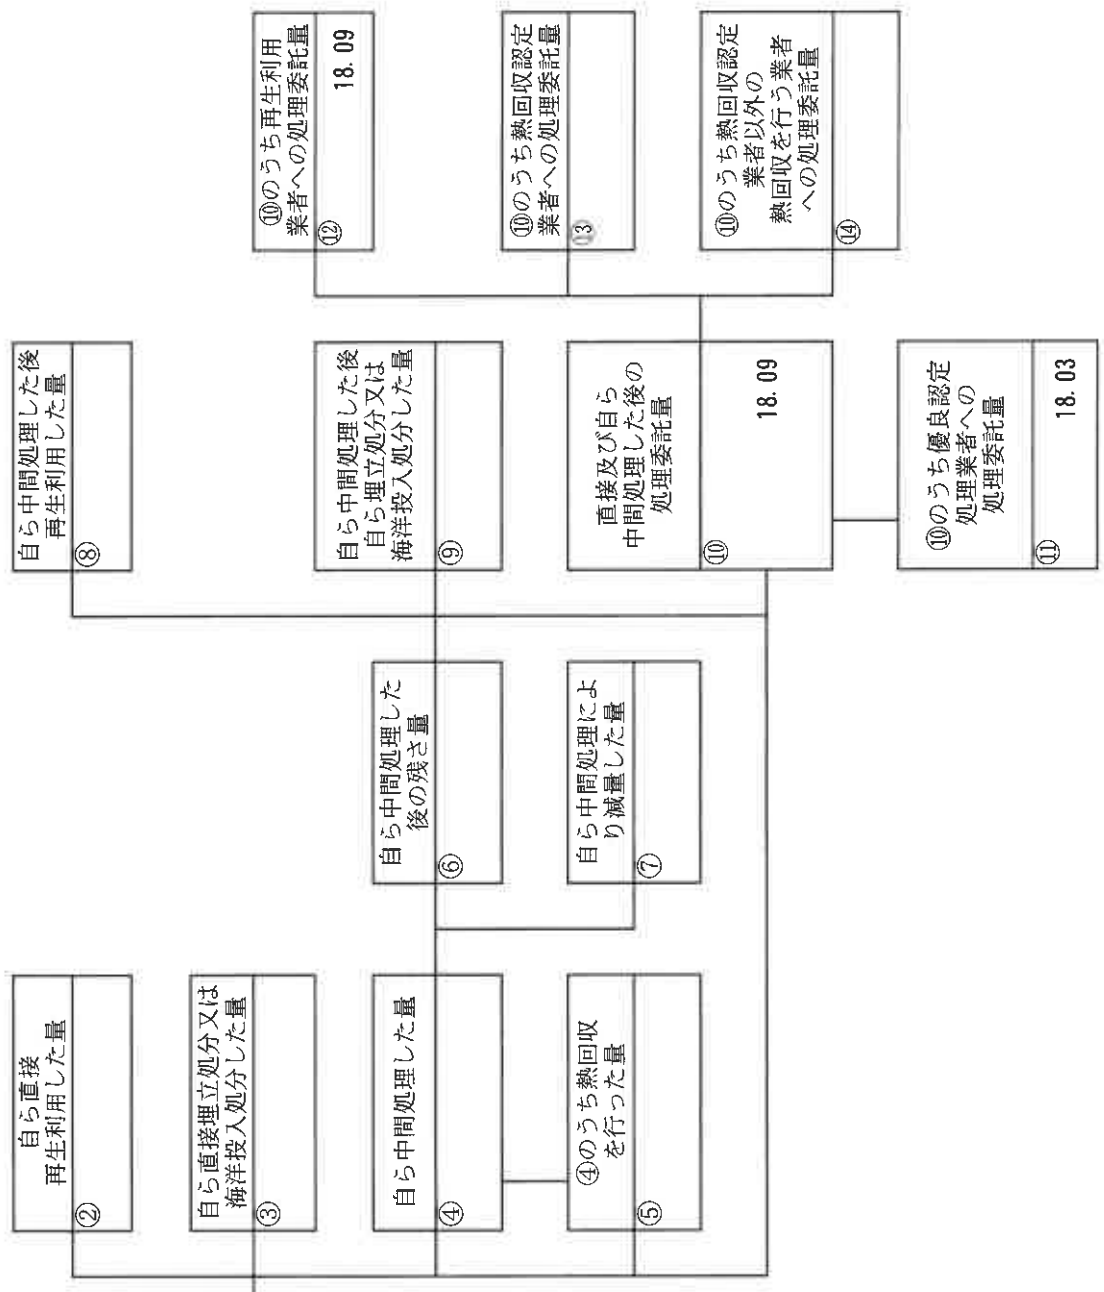 自ら直接
再生利用した量
②
自ら直接埋立処分又は
海洋投入処分した量
③
自ら中間処理した量
④
④のうち熱回収
を行った量
⑤
自ら中間処理した
後の残さ量
⑥
自ら中間処理によ
り減量した量
⑦
自ら中間処理した後
再生利用した量
⑧
自ら中間処理した後
自ら埋立処分又は
海洋投入処分した量
⑨
直接及び自ら
中間処理した後の
処理委託量
⑩
18.09
⑩のうち優良認定
処理業者への
処理委託量
⑪
18.03
⑩のうち再生利用
業者への処理委託量
⑫
18.09
⑩のうち熱回収認定
業者への処理委託量
⑬
⑩のうち熱回収認定
業者以外の
熱回収を行う業者
への処理委託量
⑭